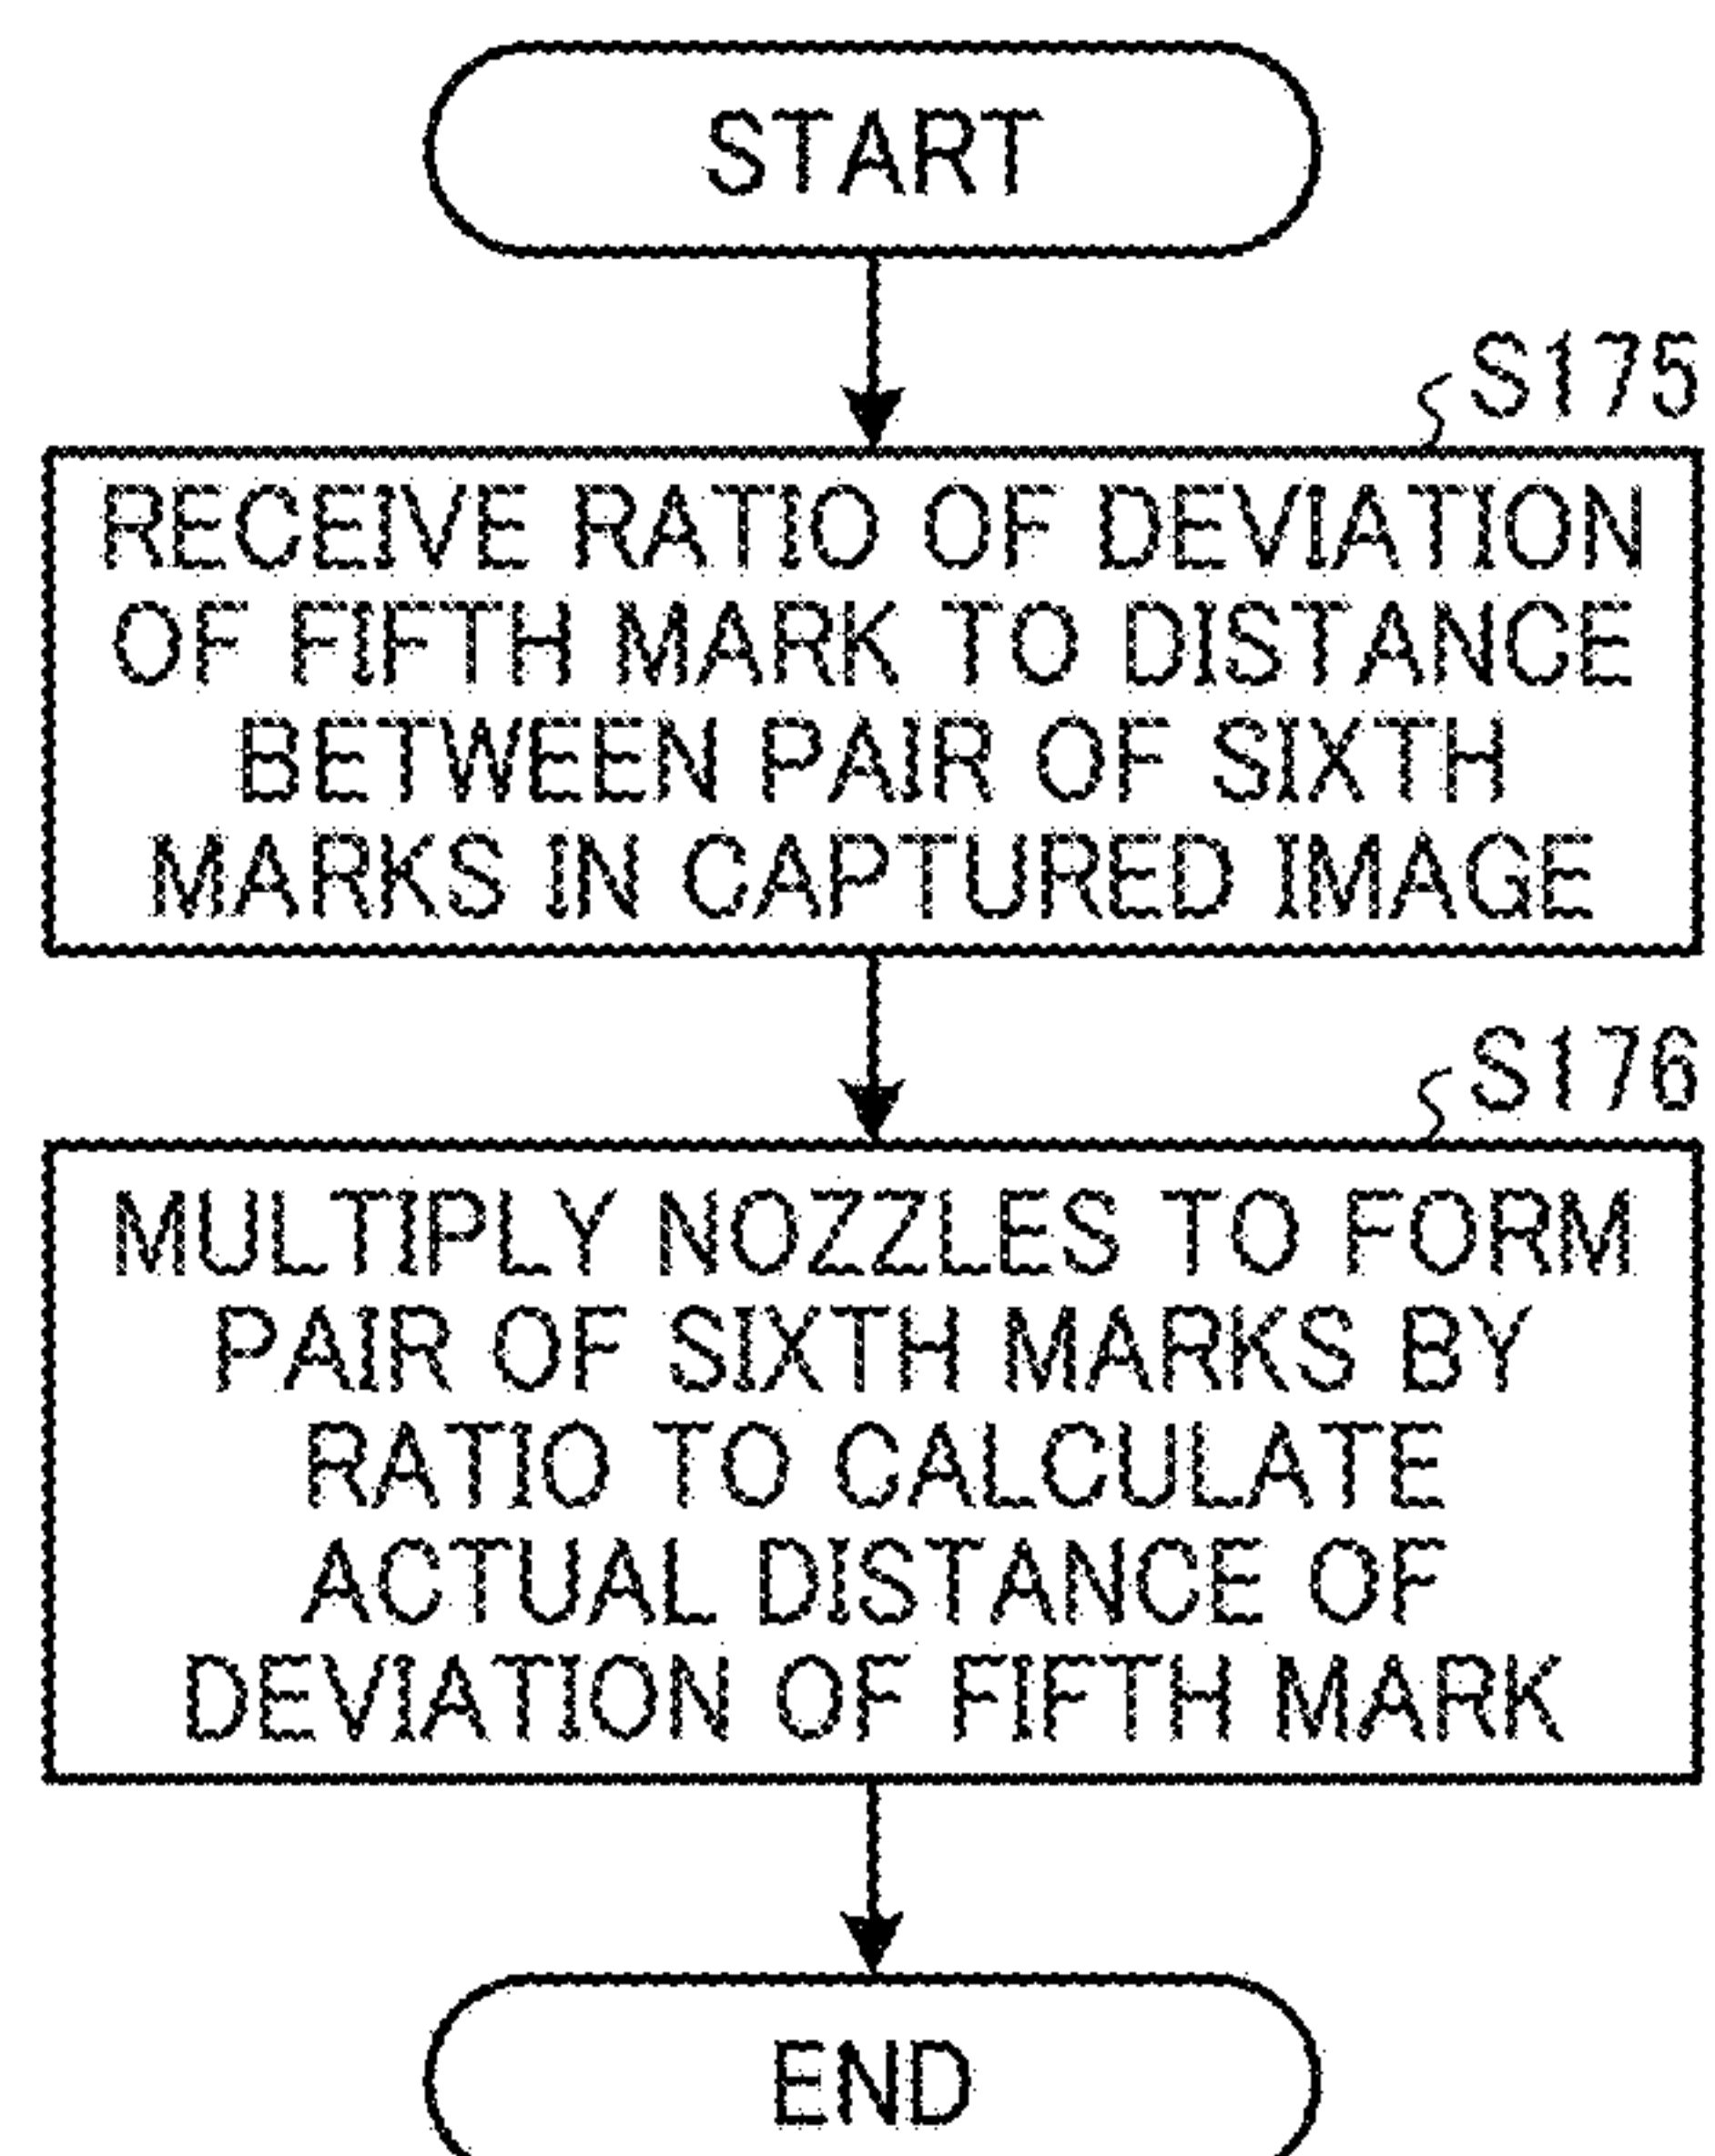 START
S175
RECEIVE RATIO OF DEVIATION
OF FIFTH MARK TO DISTANCE
BETWEEN PAIR OF SIXTH
MARKS IN CAPTURED IMAGE
S176
MULTIPLY NOZZLES TO FORM
PAIR OF SIXTH MARKS BY
RATIO TO CALCULATE
ACTUAL DISTANCE OF
DEVIATION OF FIFTH MARK
END